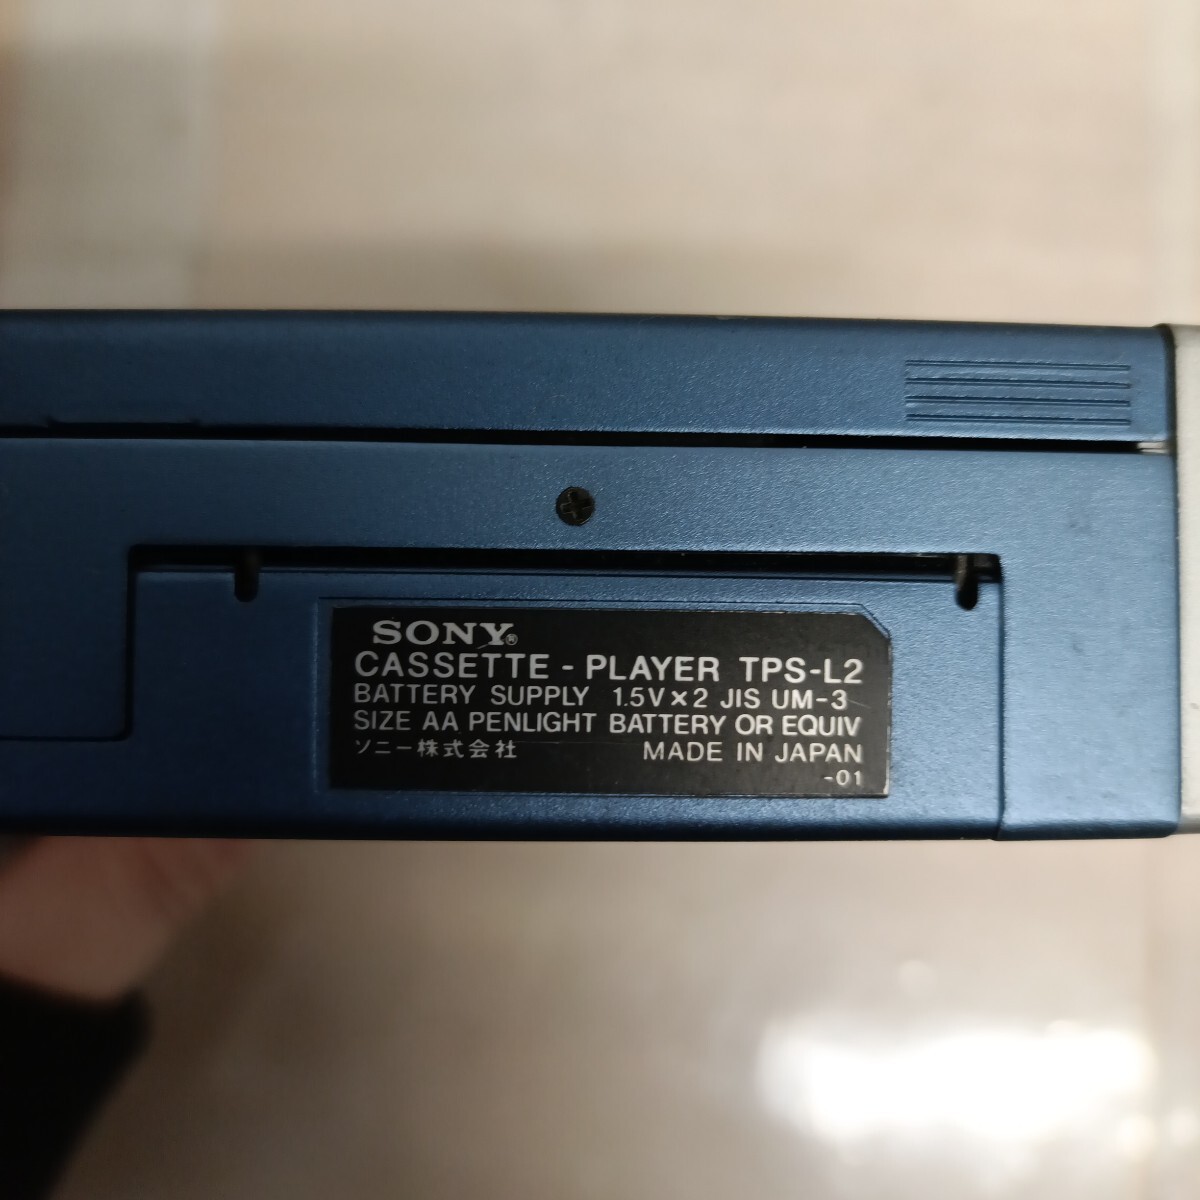 SONY®
CASSETTE - PLAYER TPS-L2
BATTERY SUPPLY 1.5V×2 JIS UM-3
SIZE AA PENLIGHT BATTERY OR EQUIV
ソニー株式会社 MADE IN JAPAN
-01